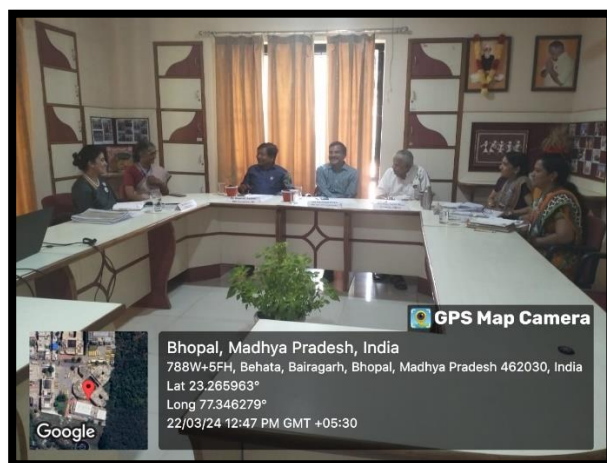 GPS Map Camera
Bhopal, Madhya Pradesh, India
788W+5FH, Behata, Bairagarh, Bhopal, Madhya Pradesh 462030, India
Lat 23.265963°
Long 77.346279°
22/03/24 12:47 PM GMT +05:30
Google